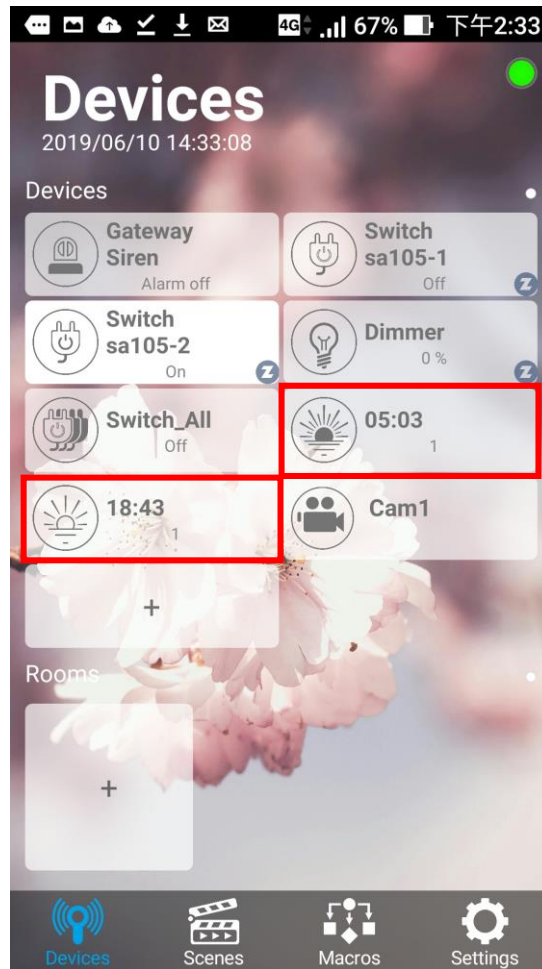 4G 67% 下午2:33
Devices
2019/06/10 14:33:08
Devices
Gateway
Siren
Alarm off
Switch
sa105-1
Off
Z
Switch
sa105-2
On
Z
Dimmer
0 %
Z
Switch_All
Off
05:03
1
18:43
1
Cam1
+
Rooms
+
Devices Scenes Macros Settings